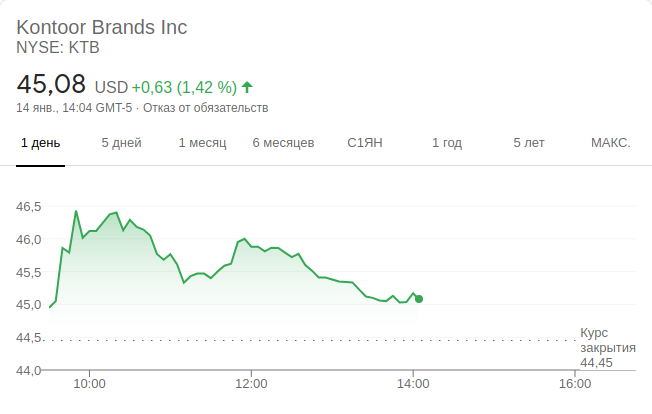 Kontoor Brands Inc
NYSE: KTB
45,08 USD +0,63 (1,42 %)
14 янв., 14:04 GMT-5 · Отказ от обязательств
1 день 5 дней 1 месяц 6 месяцев С1ЯН 1 год 5 лет МАКС.
46,5
46,0
45,5
45,0
44,5
Курс
закрытия
44,45
44,0
10:00 12:00 14:00 16:00